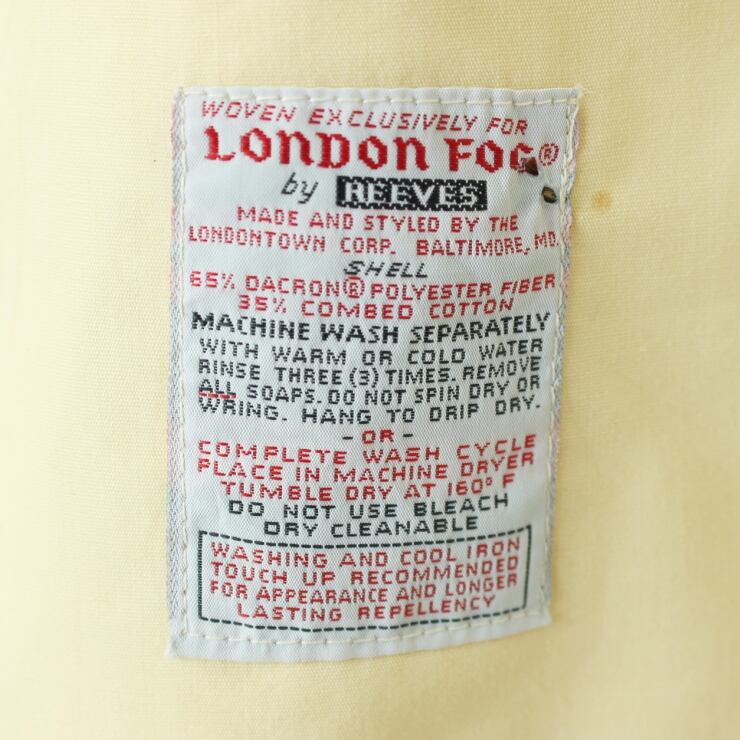 WOVEN EXCLUSIVELY FOR
LONDON FOG®
by REEVES
MADE AND STYLED BY THE
LONDONTOWN CORP. BALTIMORE, MD.
SHELL
65% DACRON® POLYESTER FIBER
35% COMBED COTTON
MACHINE WASH SEPARATELY
WITH WARM OR COLD WATER
RINSE THREE (3) TIMES. REMOVE
ALL SOAPS. DO NOT SPIN DRY OR
WRING. HANG TO DRIP DRY.
-OR-
COMPLETE WASH CYCLE
PLACE IN MACHINE DRYER
TUMBLE DRY AT 160° F
DO NOT USE BLEACH
DRY CLEANABLE
WASHING AND COOL IRON
TOUCH UP RECOMMENDED
FOR APPEARANCE AND LONGER
LASTING REPELLENCY